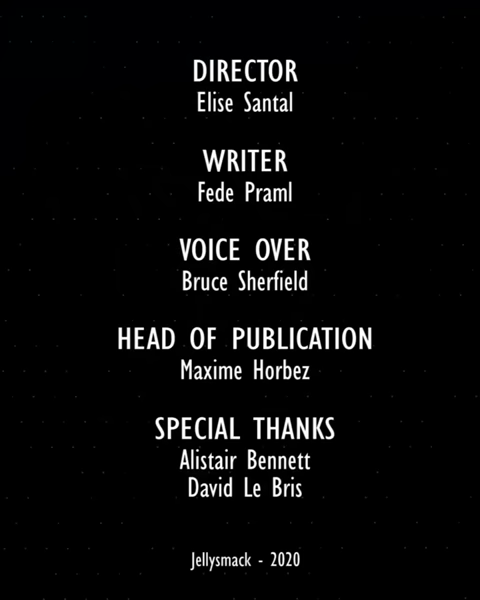 DIRECTOR
Elise Santal
WRITER
Fede Praml
VOICE OVER
Bruce Sherfield
HEAD OF PUBLICATION
Maxime Horbez
SPECIAL THANKS
Alistair Bennett
David Le Bris
Jellysmack - 2020